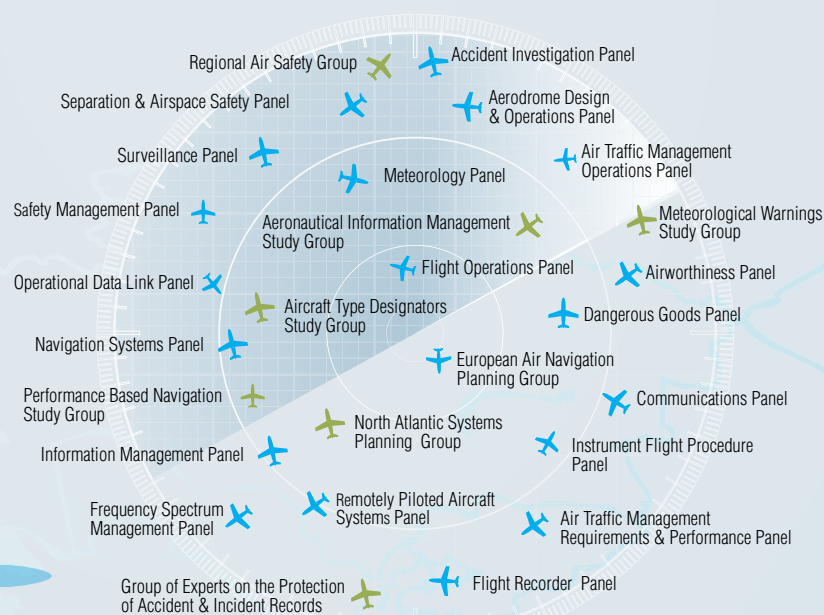 Regional Air Safety Group
Accident Investigation Panel
Separation & Airspace Safety Panel
Aerodrome Design
& Operations Panel
Surveillance Panel
Air Traffic Management
Operations Panel
Meteorology Panel
Safety Management Panel
Aeronautical Information Management
Study Group
Meteorological Warnings
Study Group
Flight Operations Panel
Airworthiness Panel
Operational Data Link Panel
Aircraft Type Designators
Study Group
Dangerous Goods Panel
Navigation Systems Panel
European Air Navigation
Planning Group
Performance Based Navigation
Study Group
Communications Panel
North Atlantic Systems
Planning Group
Information Management Panel
Instrument Flight Procedure
Panel
Frequency Spectrum
Management Panel
Remotely Piloted Aircraft
Systems Panel
Air Traffic Management
Requirements & Performance Panel
Group of Experts on the Protection
of Accident & Incident Records
Flight Recorder Panel